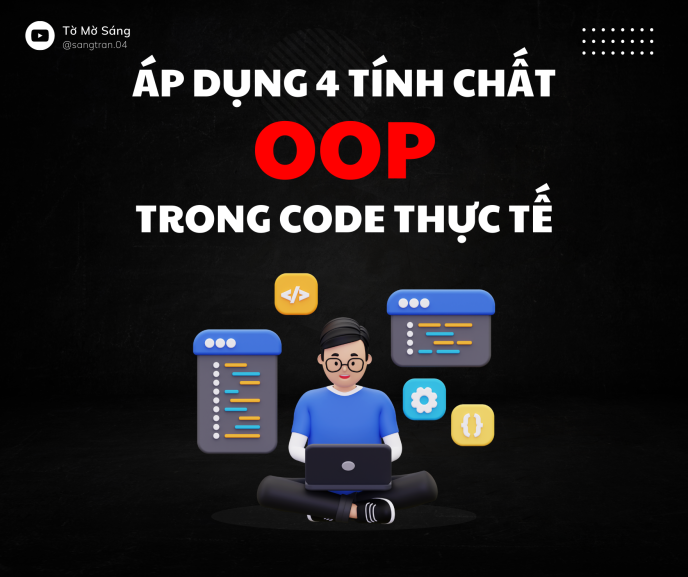 Tờ Mờ Sáng
@sangtran.04
ÁP DỤNG 4 TÍNH CHẤT
OOP
TRONG CODE THỰC TẾ
</>
{}